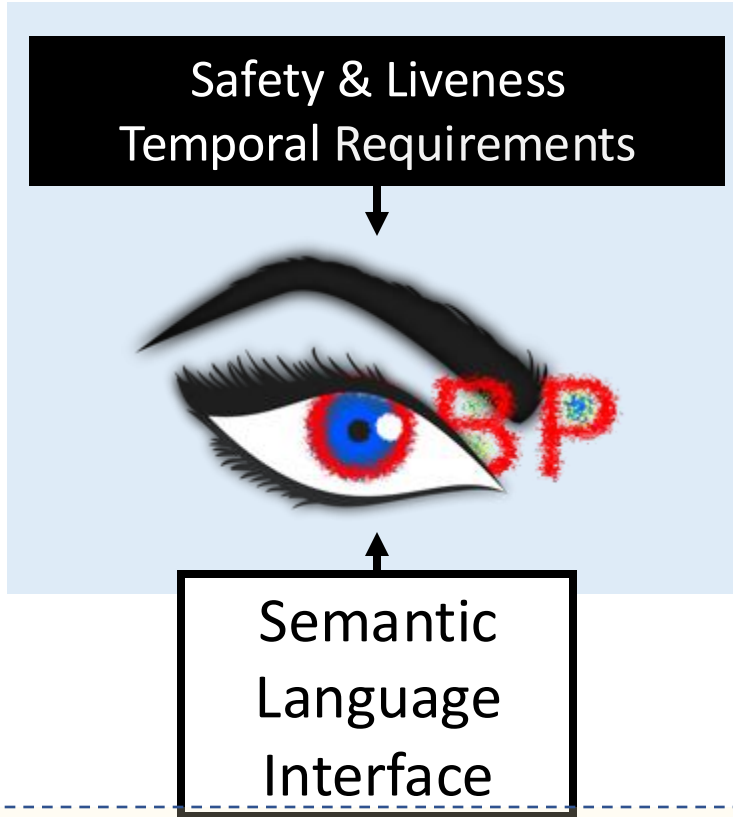 Safety & Liveness
Temporal Requirements
BP
Semantic
Language
Interface